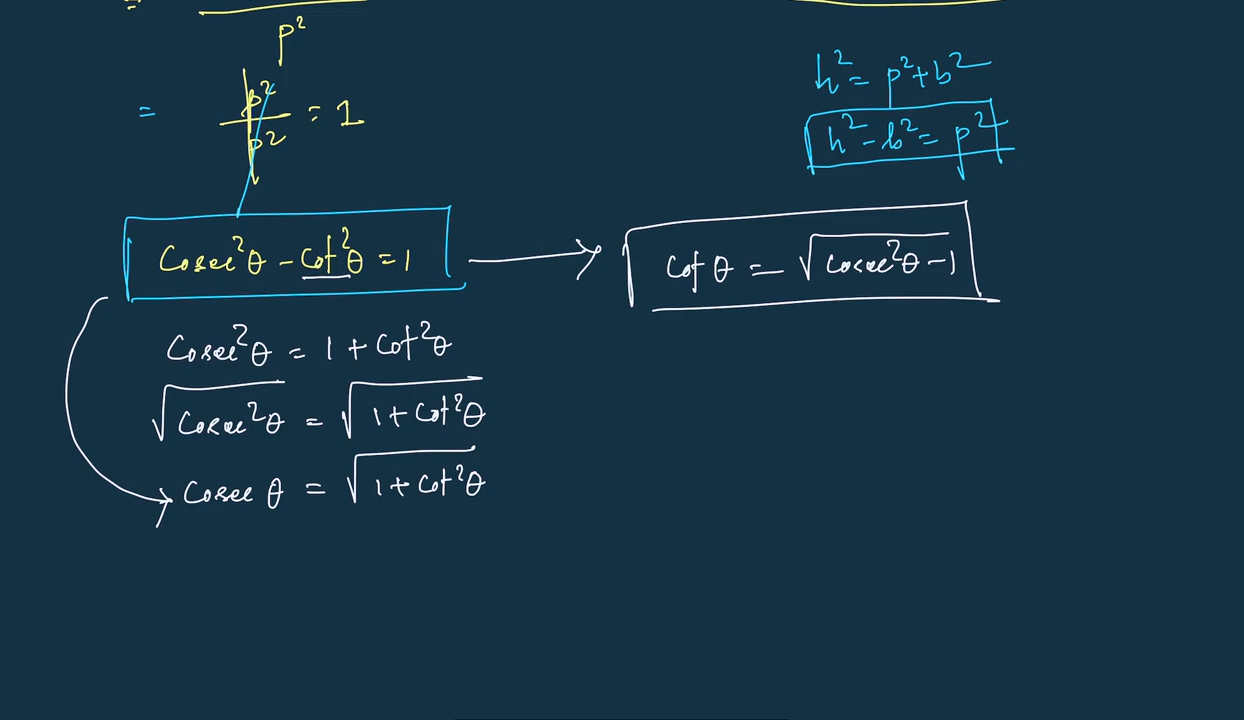 =
p²
= p²/p² = 1
h² = p² + b²
h² - b² = p²
Cosec²θ - Cot²θ = 1
Cot θ = √(cosec²θ - 1)
Cosec²θ = 1 + Cot²θ
√(Cosec²θ) = √(1 + Cot²θ)
Cosec θ = √(1 + Cot²θ)